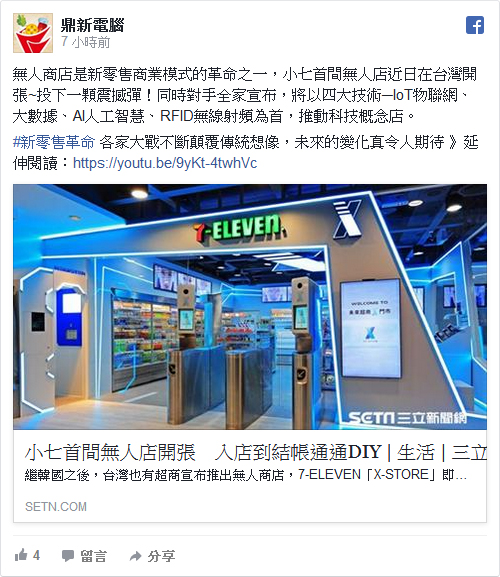 鼎新電腦
7 小時前
無人商店是新零售商業模式的革命之一，小七首間無人店近日在台灣開
張~投下一顆震撼彈！同時對手全家宣布，將以四大技術—IoT物聯網、
大數據、AI人工智慧、RFID無線射頻為首，推動科技概念店。
#新零售革命 各家大戰不斷顛覆傳統想像，未來的變化真令人期待 》延
伸閱讀：https://youtu.be/9yKt-4twhVc
7-ELEVEN
X
WELCOME TO
未來超商 X 門市
X
SETN 三立新聞網
小七首間無人店開張　入店到結帳通通DIY | 生活 | 三立
繼韓國之後，台灣也有超商宣布推出無人商店，7-ELEVEN「X-STORE」即...
SETN.COM
4 留言 分享